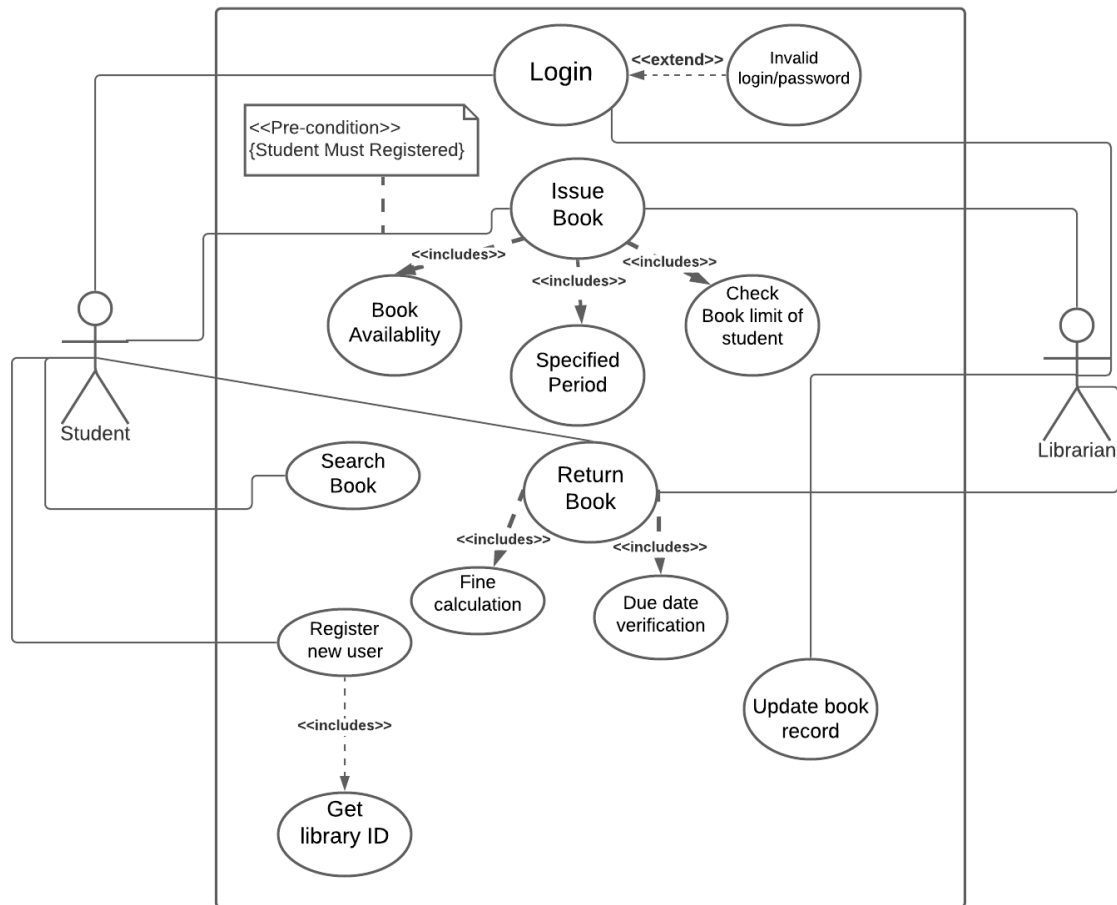 Login
<<extend>>
Invalid
login/password
<<Pre-condition>>
{Student Must Registered}
Issue
Book
<<includes>>
<<includes>>
<<includes>>
Book
Availablity
Specified
Period
Check
Book limit of
student
Student
Librarian
Search
Book
Return
Book
<<includes>>
<<includes>>
Fine
calculation
Due date
verification
Register
new user
<<includes>>
Update book
record
Get
library ID